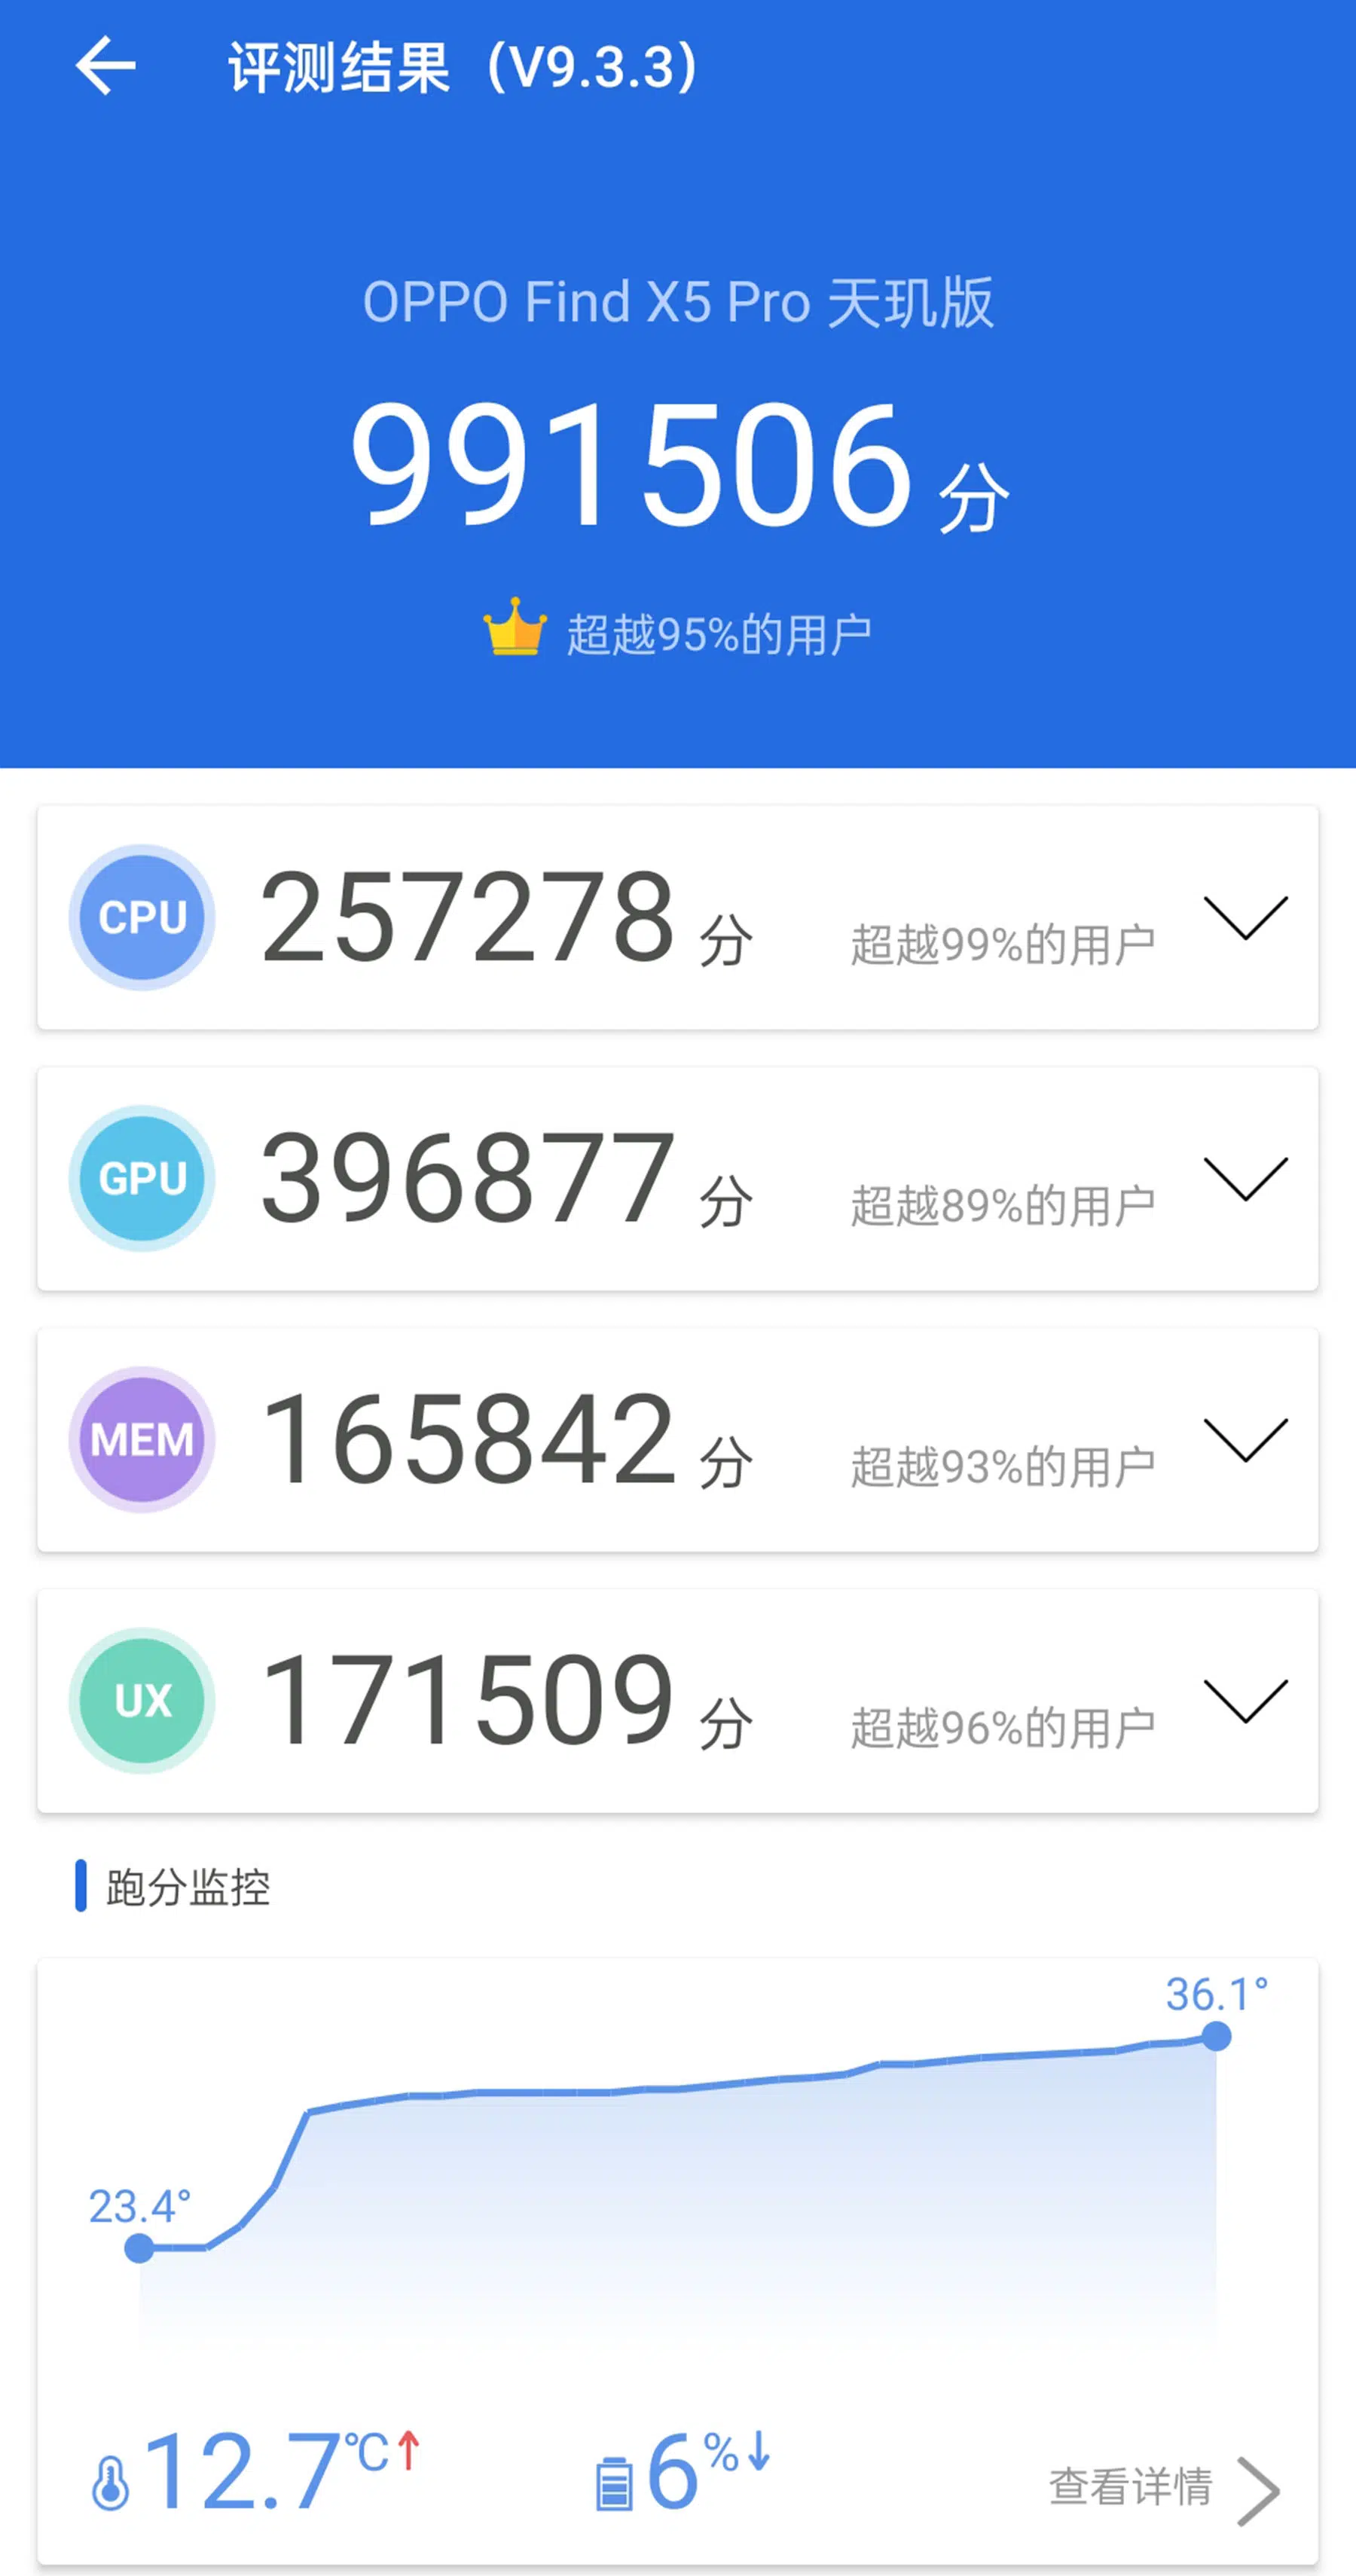 评测结果（V9.3.3）
OPPO Find X5 Pro 天玑版
991506 分
超越95%的用户
CPU 257278 分 超越99%的用户
GPU 396877 分 超越89%的用户
MEM 165842 分 超越93%的用户
UX 171509 分 超越96%的用户
跑分监控
36.1°
23.4°
12.7℃↑ 6%↓ 查看详情